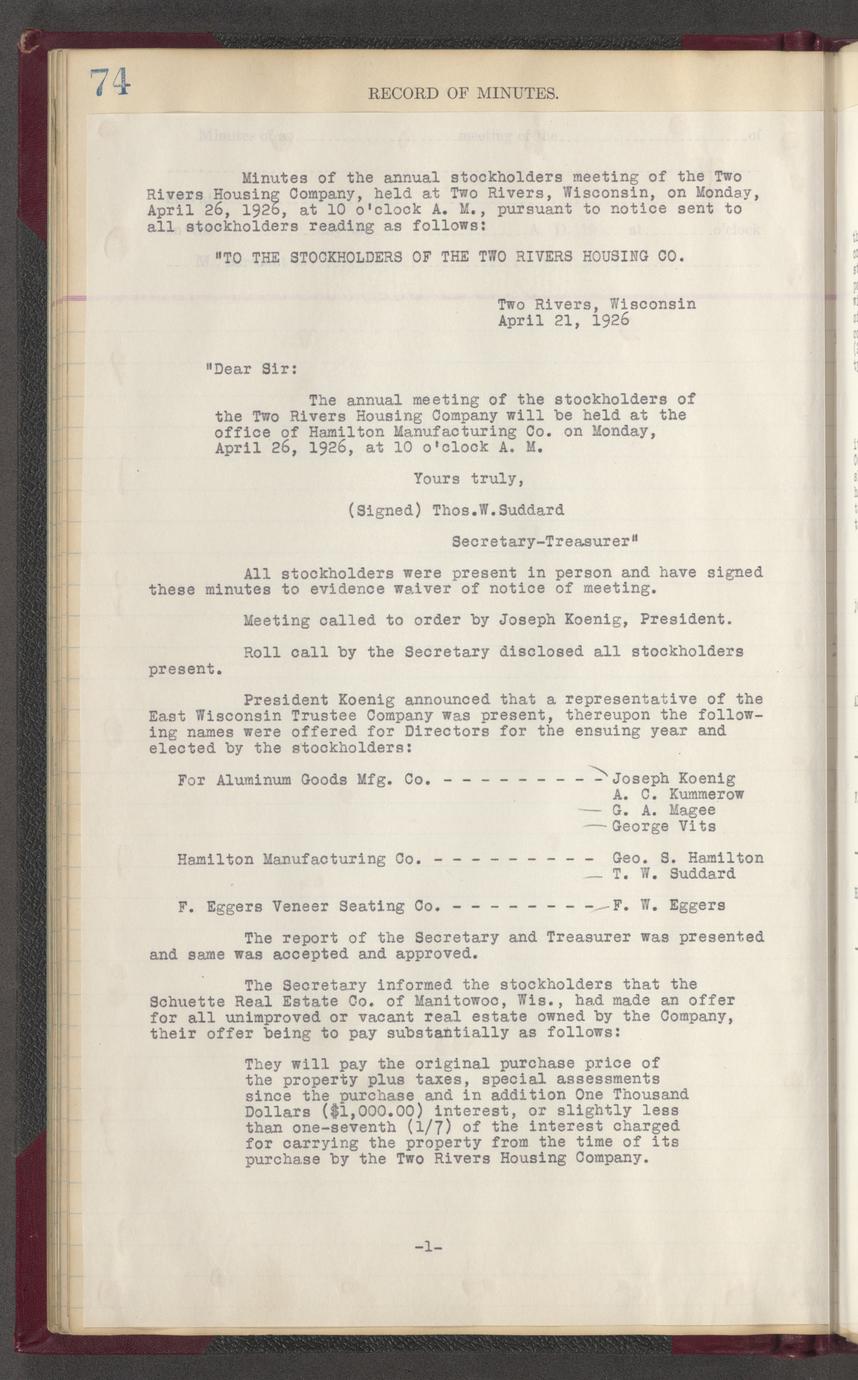 74
RECORD OF MINUTES.
Minutes of the annual stockholders meeting of the Two
Rivers Housing Company, held at Two Rivers, Wisconsin, on Monday,
April 26, 1926, at 10 o'clock A. M., pursuant to notice sent to
all stockholders reading as follows:
"TO THE STOCKHOLDERS OF THE TWO RIVERS HOUSING CO.
Two Rivers, Wisconsin
April 21, 1926
"Dear Sir:
The annual meeting of the stockholders of
the Two Rivers Housing Company will be held at the
office of Hamilton Manufacturing Co. on Monday,
April 26, 1926, at 10 o'clock A. M.
Yours truly,
(Signed) Thos.W.Suddard
Secretary-Treasurer"
All stockholders were present in person and have signed
these minutes to evidence waiver of notice of meeting.
Meeting called to order by Joseph Koenig, President.
Roll call by the Secretary disclosed all stockholders
present.
President Koenig announced that a representative of the
East Wisconsin Trustee Company was present, thereupon the follow-
ing names were offered for Directors for the ensuing year and
elected by the stockholders:
For Aluminum Goods Mfg. Co. - - - - - - - - - Joseph Koenig
A. C. Kummerow
G. A. Magee
George Vits
Hamilton Manufacturing Co. - - - - - - - - - Geo. S. Hamilton
T. W. Suddard
F. Eggers Veneer Seating Co. - - - - - - - - F. W. Eggers
The report of the Secretary and Treasurer was presented
and same was accepted and approved.
The Secretary informed the stockholders that the
Schuette Real Estate Co. of Manitowoc, Wis., had made an offer
for all unimproved or vacant real estate owned by the Company,
their offer being to pay substantially as follows:
They will pay the original purchase price of
the property plus taxes, special assessments
since the purchase and in addition One Thousand
Dollars ($1,000.00) interest, or slightly less
than one-seventh (1/7) of the interest charged
for carrying the property from the time of its
purchase by the Two Rivers Housing Company.
-1-